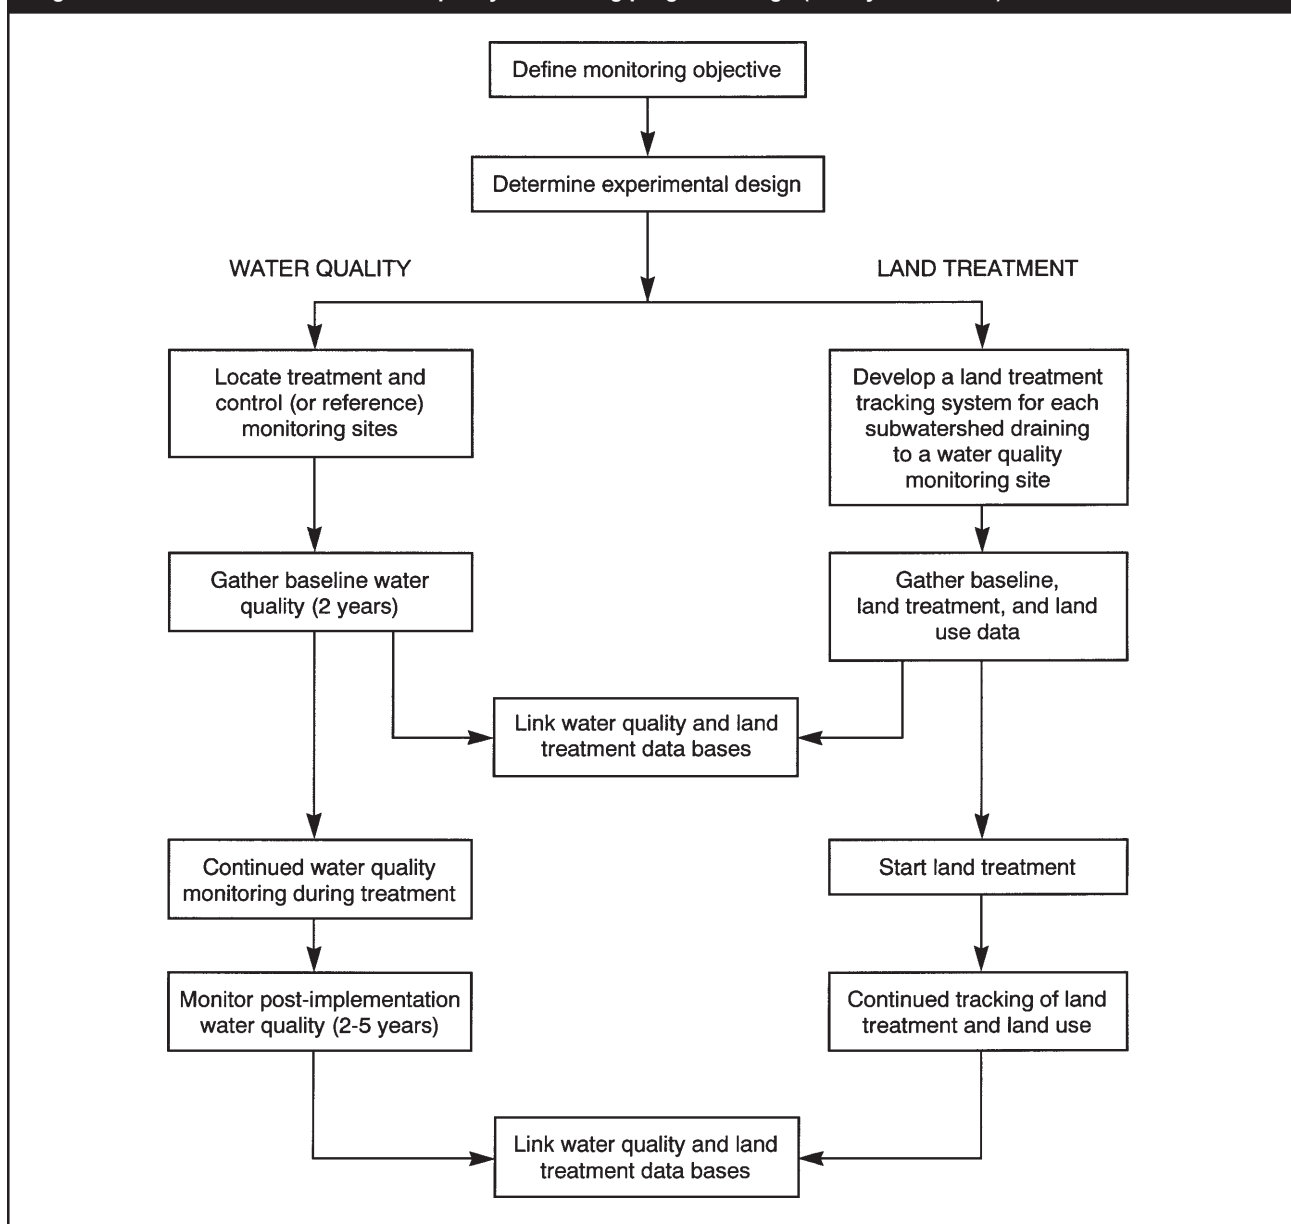 Define monitoring objective
Determine experimental design
WATER QUALITY
LAND TREATMENT
Locate treatment and
control (or reference)
monitoring sites
Develop a land treatment
tracking system for each
subwatershed draining
to a water quality
monitoring site
Gather baseline water
quality (2 years)
Gather baseline,
land treatment, and land
use data
Link water quality and land
treatment data bases
Continued water quality
monitoring during treatment
Start land treatment
Monitor post-implementation
water quality (2-5 years)
Continued tracking of land
treatment and land use
Link water quality and land
treatment data bases